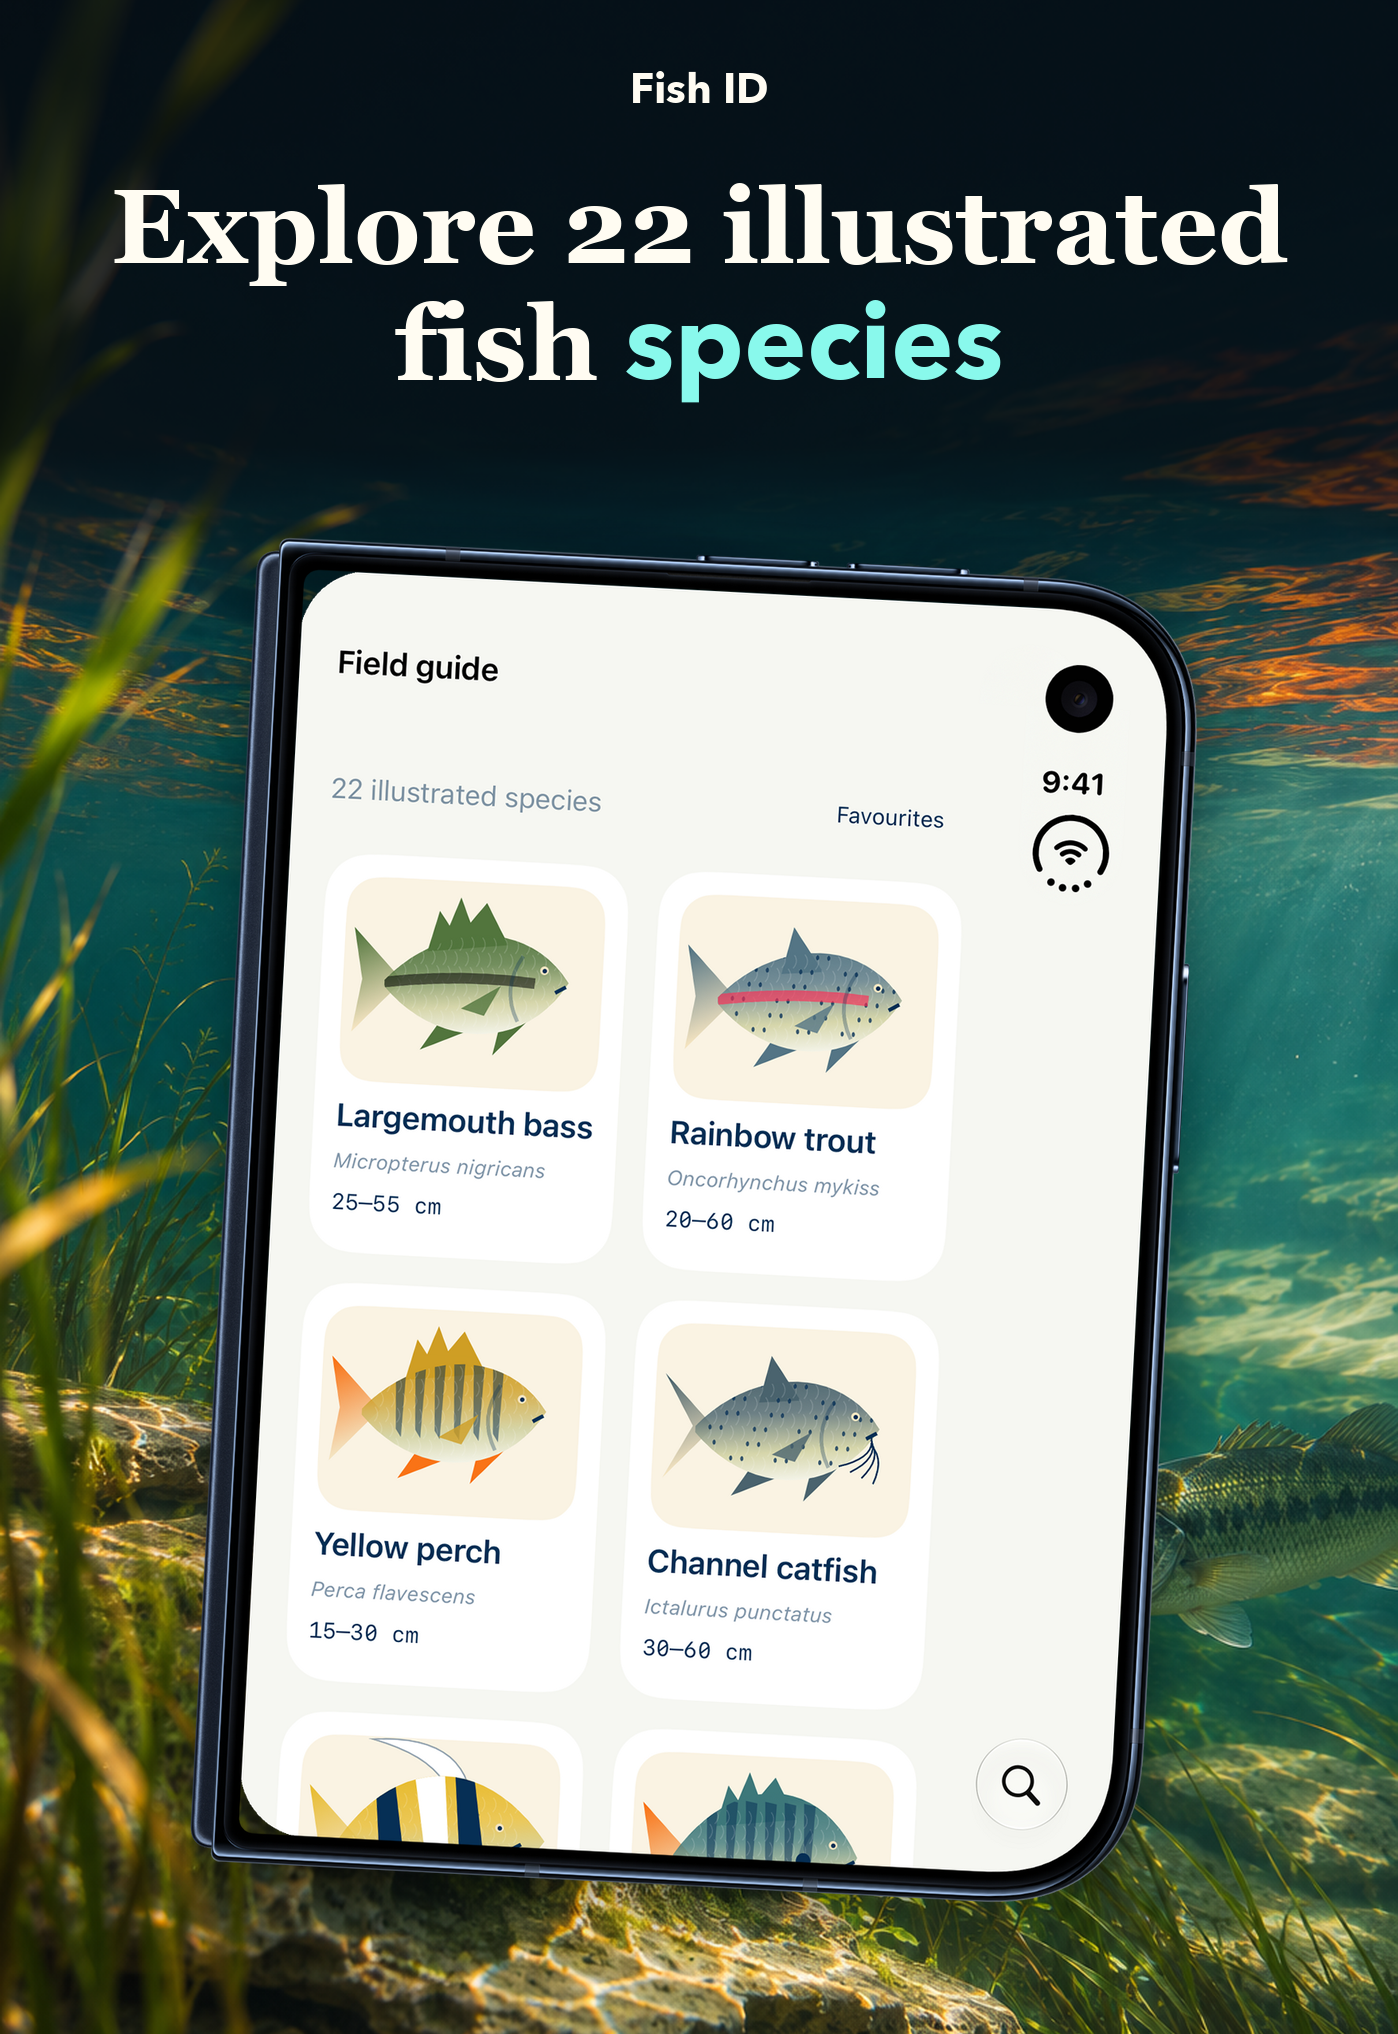 Fish ID
Explore 22 illustrated
fish species
Field guide
9:41
22 illustrated species
Favourites
Largemouth bass
Micropterus nigricans
25–55 cm
Rainbow trout
Oncorhynchus mykiss
20–60 cm
Yellow perch
Perca flavescens
15–30 cm
Channel catfish
Ictalurus punctatus
30–60 cm